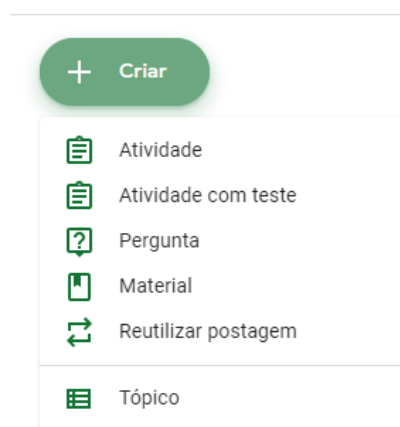 Criar
Atividade
Atividade com teste
Pergunta
Material
Reutilizar postagem
Tópico